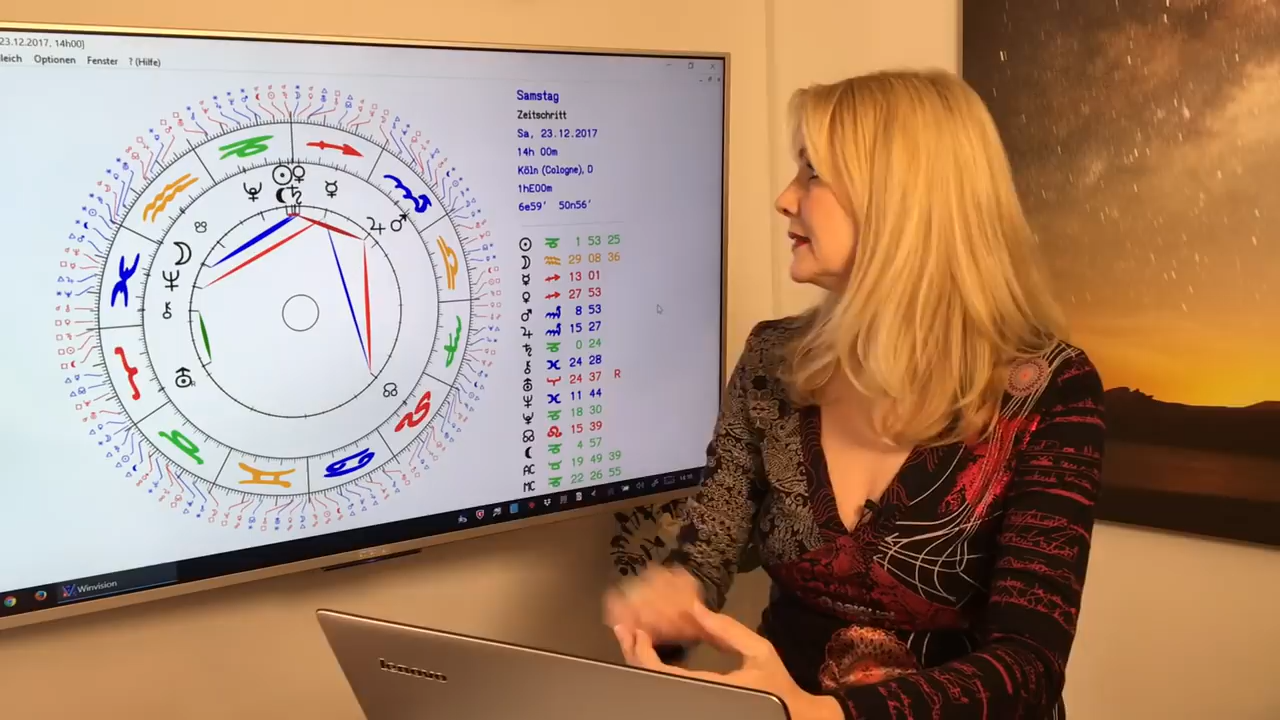 23.12.2017, 14h00]
leich Optionen Fenster ? (Hilfe)
Samstag
Zeitschritt
Sa, 23.12.2017
14h 00m
Köln (Cologne), D
1hE00m
6e59' 50n56'
1 53 25
29 08 36
13 01
27 53
8 53
15 27
0 24
24 28
24 37 R
11 44
18 30
15 39
4 57
AC 19 49 39
MC 22 26 55
Winvision
lenovo